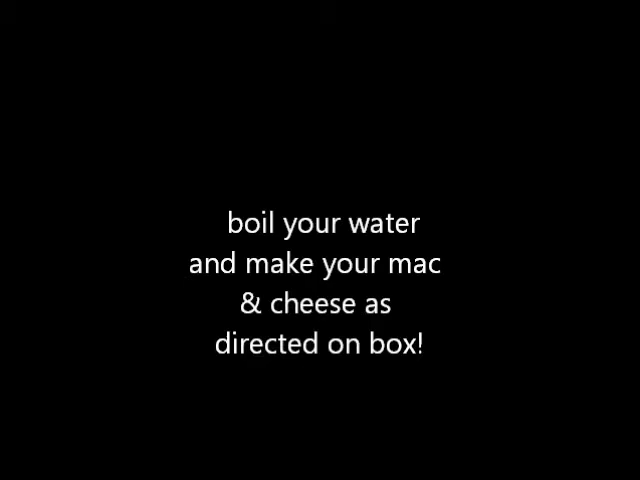 boil your water
and make your mac
& cheese as
directed on box!